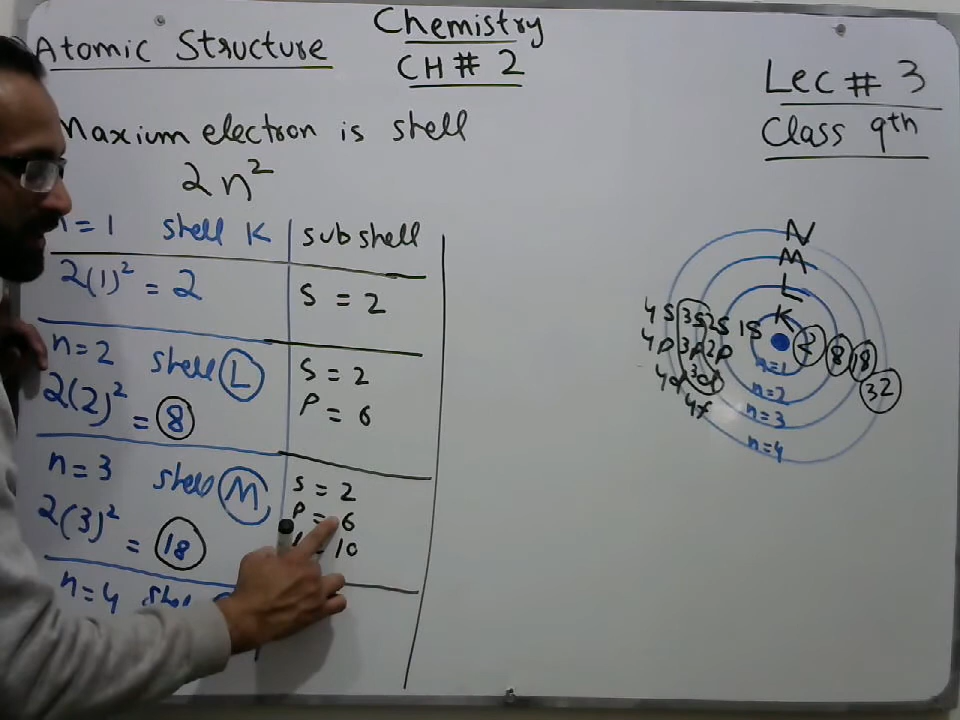 Chemistry
Atomic Structure
CH # 2
Lec # 3
Class 9th
Maxium electron is shell
2n²
n = 1 shell K
subshell
2(1)² = 2
S = 2
n = 2 shell L
2(2)² = 8
S = 2
P = 6
n = 3 shell M
2(3)² = 18
S = 2
P = 6
= 10
n = 4
N
M
L
K
4S 3S 2S 1S
4P 3P 2P
4d 3d
4f
2 8 18 32
n=1
n=2
n=3
n=4